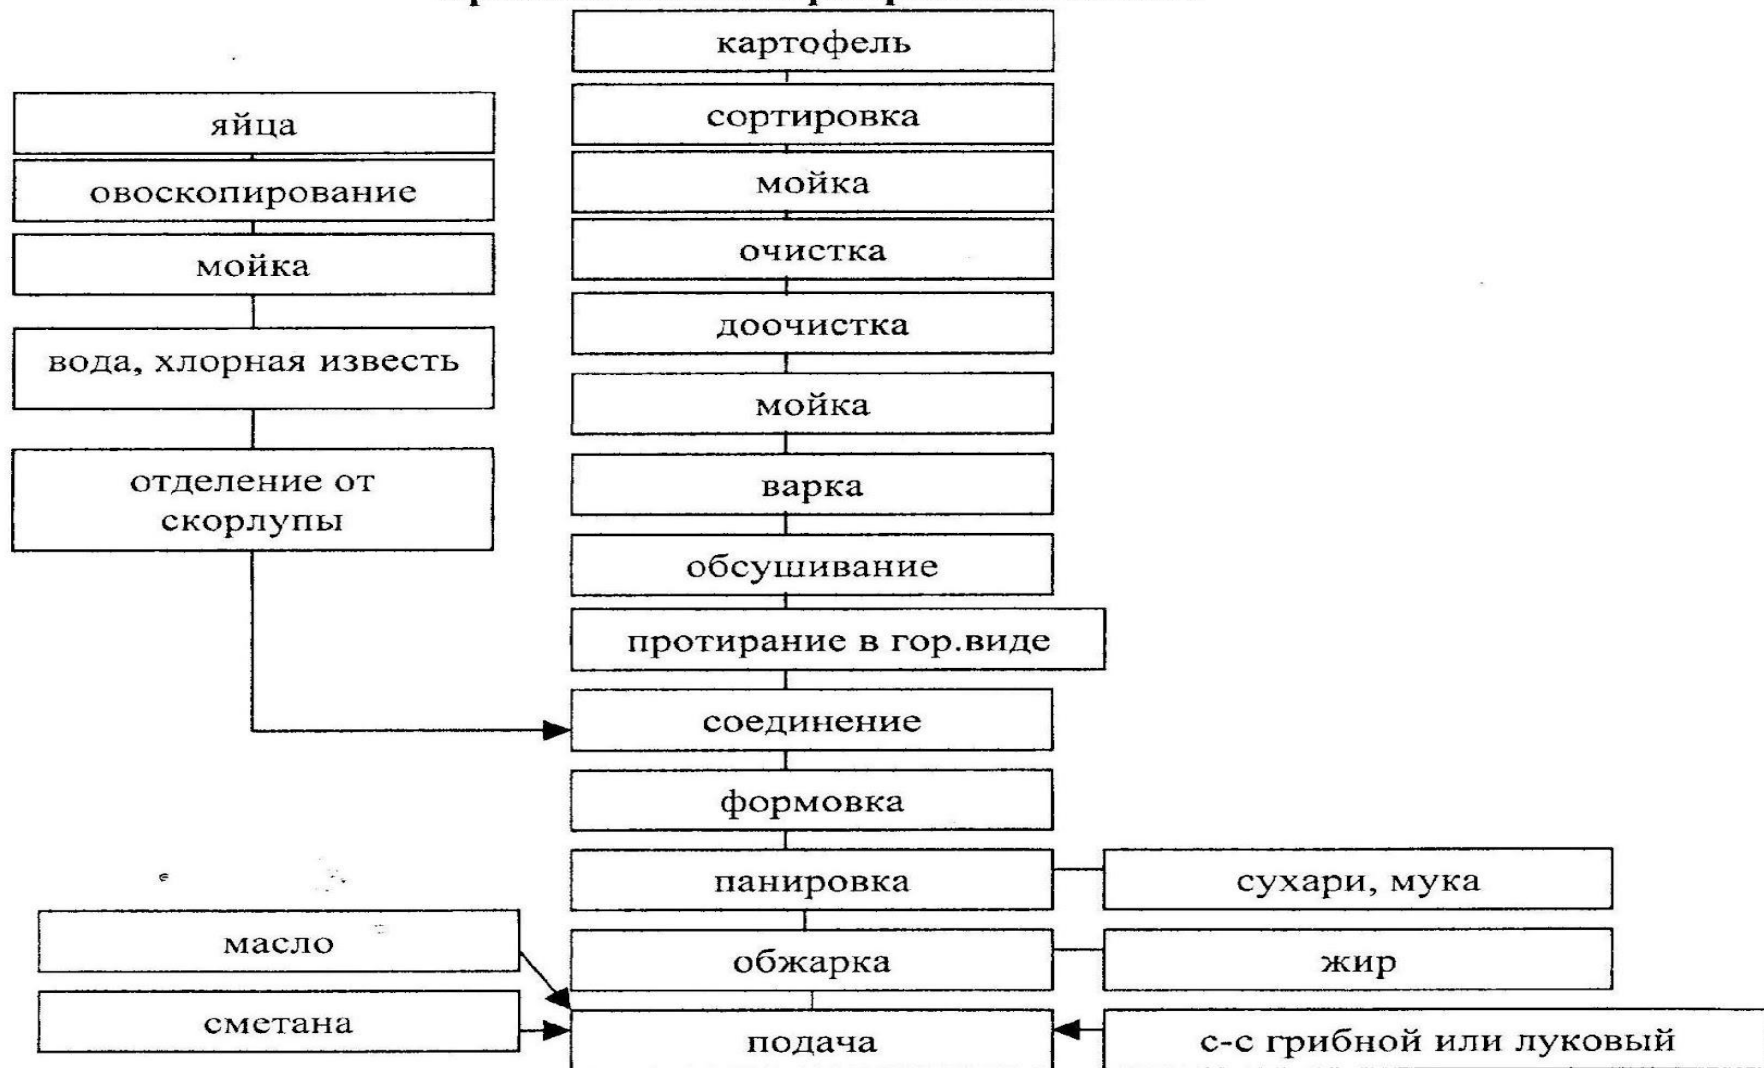 картофель
сортировка
мойка
очистка
доочистка
мойка
варка
обсушивание
протирание в гор.виде
соединение
формовка
панировка
обжарка
подача
яйца
овоскопирование
мойка
вода, хлорная известь
отделение от
скорлупы
масло
сметана
сухари, мука
жир
с-с грибной или луковый